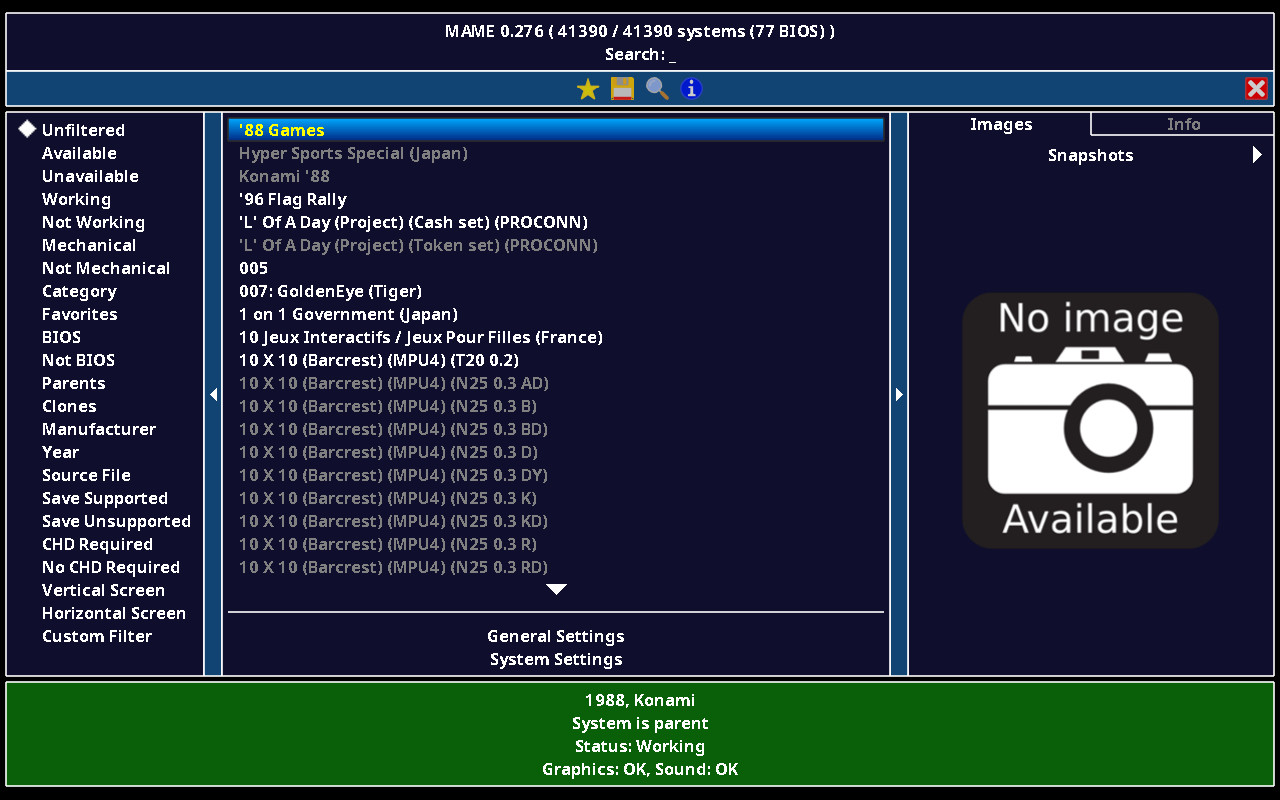 MAME 0.276 ( 41390 / 41390 systems (77 BIOS) )
Search: _
Unfiltered
Available
Unavailable
Working
Not Working
Mechanical
Not Mechanical
Category
Favorites
BIOS
Not BIOS
Parents
Clones
Manufacturer
Year
Source File
Save Supported
Save Unsupported
CHD Required
No CHD Required
Vertical Screen
Horizontal Screen
Custom Filter
'88 Games
Hyper Sports Special (Japan)
Konami '88
'96 Flag Rally
'L' Of A Day (Project) (Cash set) (PROCONN)
'L' Of A Day (Project) (Token set) (PROCONN)
005
007: GoldenEye (Tiger)
1 on 1 Government (Japan)
10 Jeux Interactifs / Jeux Pour Filles (France)
10 X 10 (Barcrest) (MPU4) (T20 0.2)
10 X 10 (Barcrest) (MPU4) (N25 0.3 AD)
10 X 10 (Barcrest) (MPU4) (N25 0.3 B)
10 X 10 (Barcrest) (MPU4) (N25 0.3 BD)
10 X 10 (Barcrest) (MPU4) (N25 0.3 D)
10 X 10 (Barcrest) (MPU4) (N25 0.3 DY)
10 X 10 (Barcrest) (MPU4) (N25 0.3 K)
10 X 10 (Barcrest) (MPU4) (N25 0.3 KD)
10 X 10 (Barcrest) (MPU4) (N25 0.3 R)
10 X 10 (Barcrest) (MPU4) (N25 0.3 RD)
General Settings
System Settings
Images
Info
Snapshots
No image
Available
1988, Konami
System is parent
Status: Working
Graphics: OK, Sound: OK